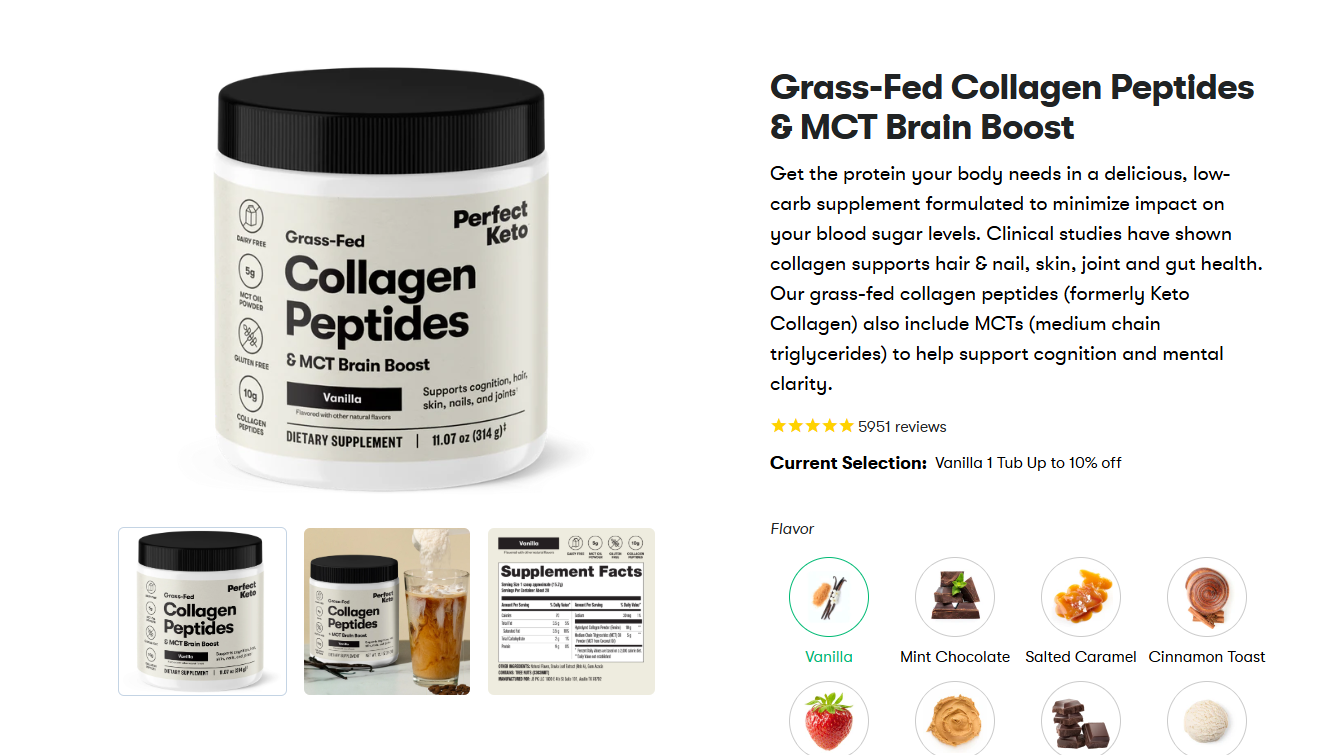 Perfect
Keto
DAIRY FREE
Grass-Fed
5g
Collagen
Peptides
MCT OIL
POWDER
GLUTEN FREE
& MCT Brain Boost
10g
Vanilla
Supports cognition, hair,
skin, nails, and joints
Flavored with other natural flavors
COLLAGEN
PEPTIDES
DIETARY SUPPLEMENT | 11.07 oz (314 g)‡
Grass-Fed Collagen Peptides
& MCT Brain Boost
Get the protein your body needs in a delicious, low-
carb supplement formulated to minimize impact on
your blood sugar levels. Clinical studies have shown
collagen supports hair & nail, skin, joint and gut health.
Our grass-fed collagen peptides (formerly Keto
Collagen) also include MCTs (medium chain
triglycerides) to help support cognition and mental
clarity.
5951 reviews
Current Selection: Vanilla 1 Tub Up to 10% off
Flavor
Vanilla
Mint Chocolate
Salted Caramel
Cinnamon Toast
Perfect
Keto
Grass-Fed
Collagen
Peptides
& MCT Brain Boost
Vanilla
DIETARY SUPPLEMENT
Perfect
Keto
Collagen
Peptides
Vanilla
Supplement Facts